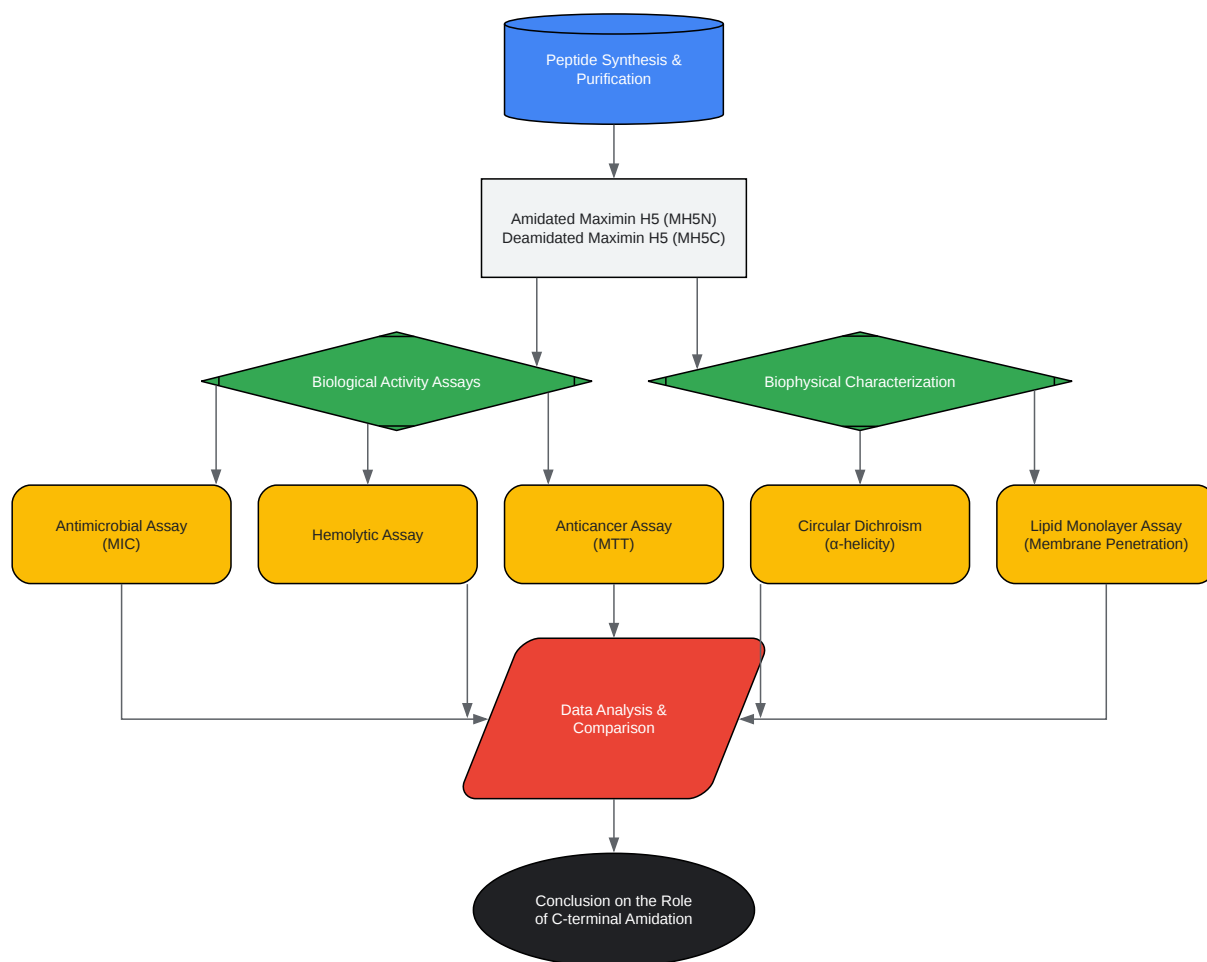 Peptide Synthesis &
Purification
Amidated Maximin H5 (MH5N)
Deamidated Maximin H5 (MH5C)
Biological Activity Assays
Biophysical Characterization
Antimicrobial Assay
(MIC)
Hemolytic Assay
Anticancer Assay
(MTT)
Circular Dichroism
(α-helicity)
Lipid Monolayer Assay
(Membrane Penetration)
Data Analysis &
Comparison
Conclusion on the Role
of C-terminal Amidation